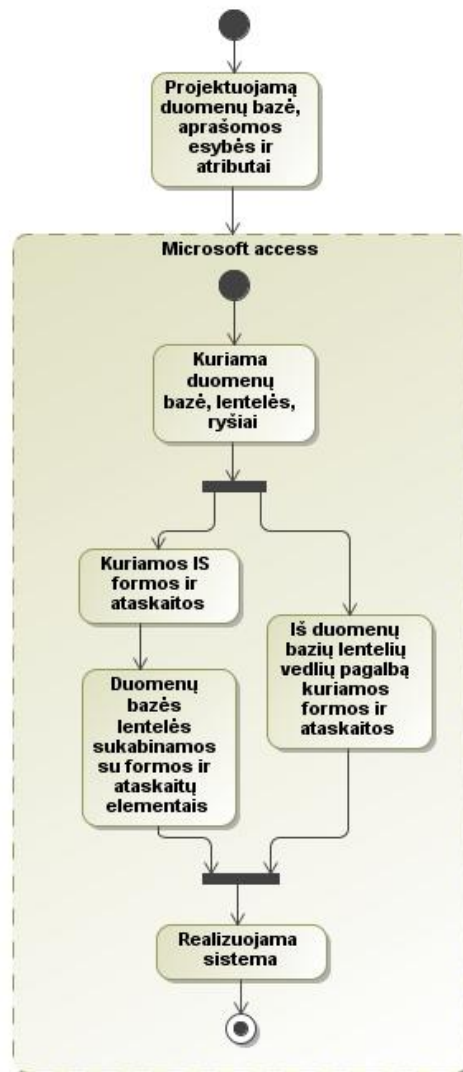 Projektuojamą
duomenų bazė,
aprašomos
esybės ir
atributai
Microsoft access
Kuriama
duomenų
bazė, lentelės,
ryšiai
Kuriamos IS
formos ir
ataskaitos
Duomenų
bazės
lentelės
sukabinamos
su formos ir
ataskaitų
elementais
Iš duomenų
bazių lentelių
vedlių pagalbą
kuriamos
formos ir
ataskaitos
Realizuojama
sistema